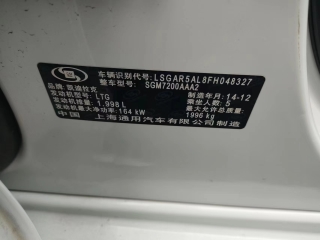 车辆识别代号: LSGAR5AL8FH048327
整车型号: SGM7200AAA2
品牌: 凯迪拉克 制造年月: 14-12
发动机型号: LTG 乘坐人数: 5
发动机排量: 1,998 L 最大允许总质量:
发动机最大净功率: 164 kW 1996 kg
中国 上海通用汽车有限公司制造